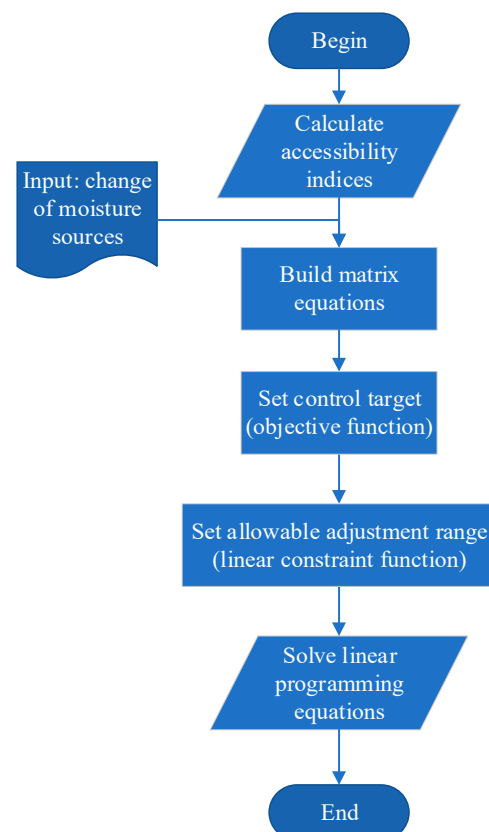 Begin
Calculate
accessibility
indices
Input: change
of moisture
sources
Build matrix
equations
Set control target
(objective function)
Set allowable adjustment range
(linear constraint function)
Solve linear
programming
equations
End